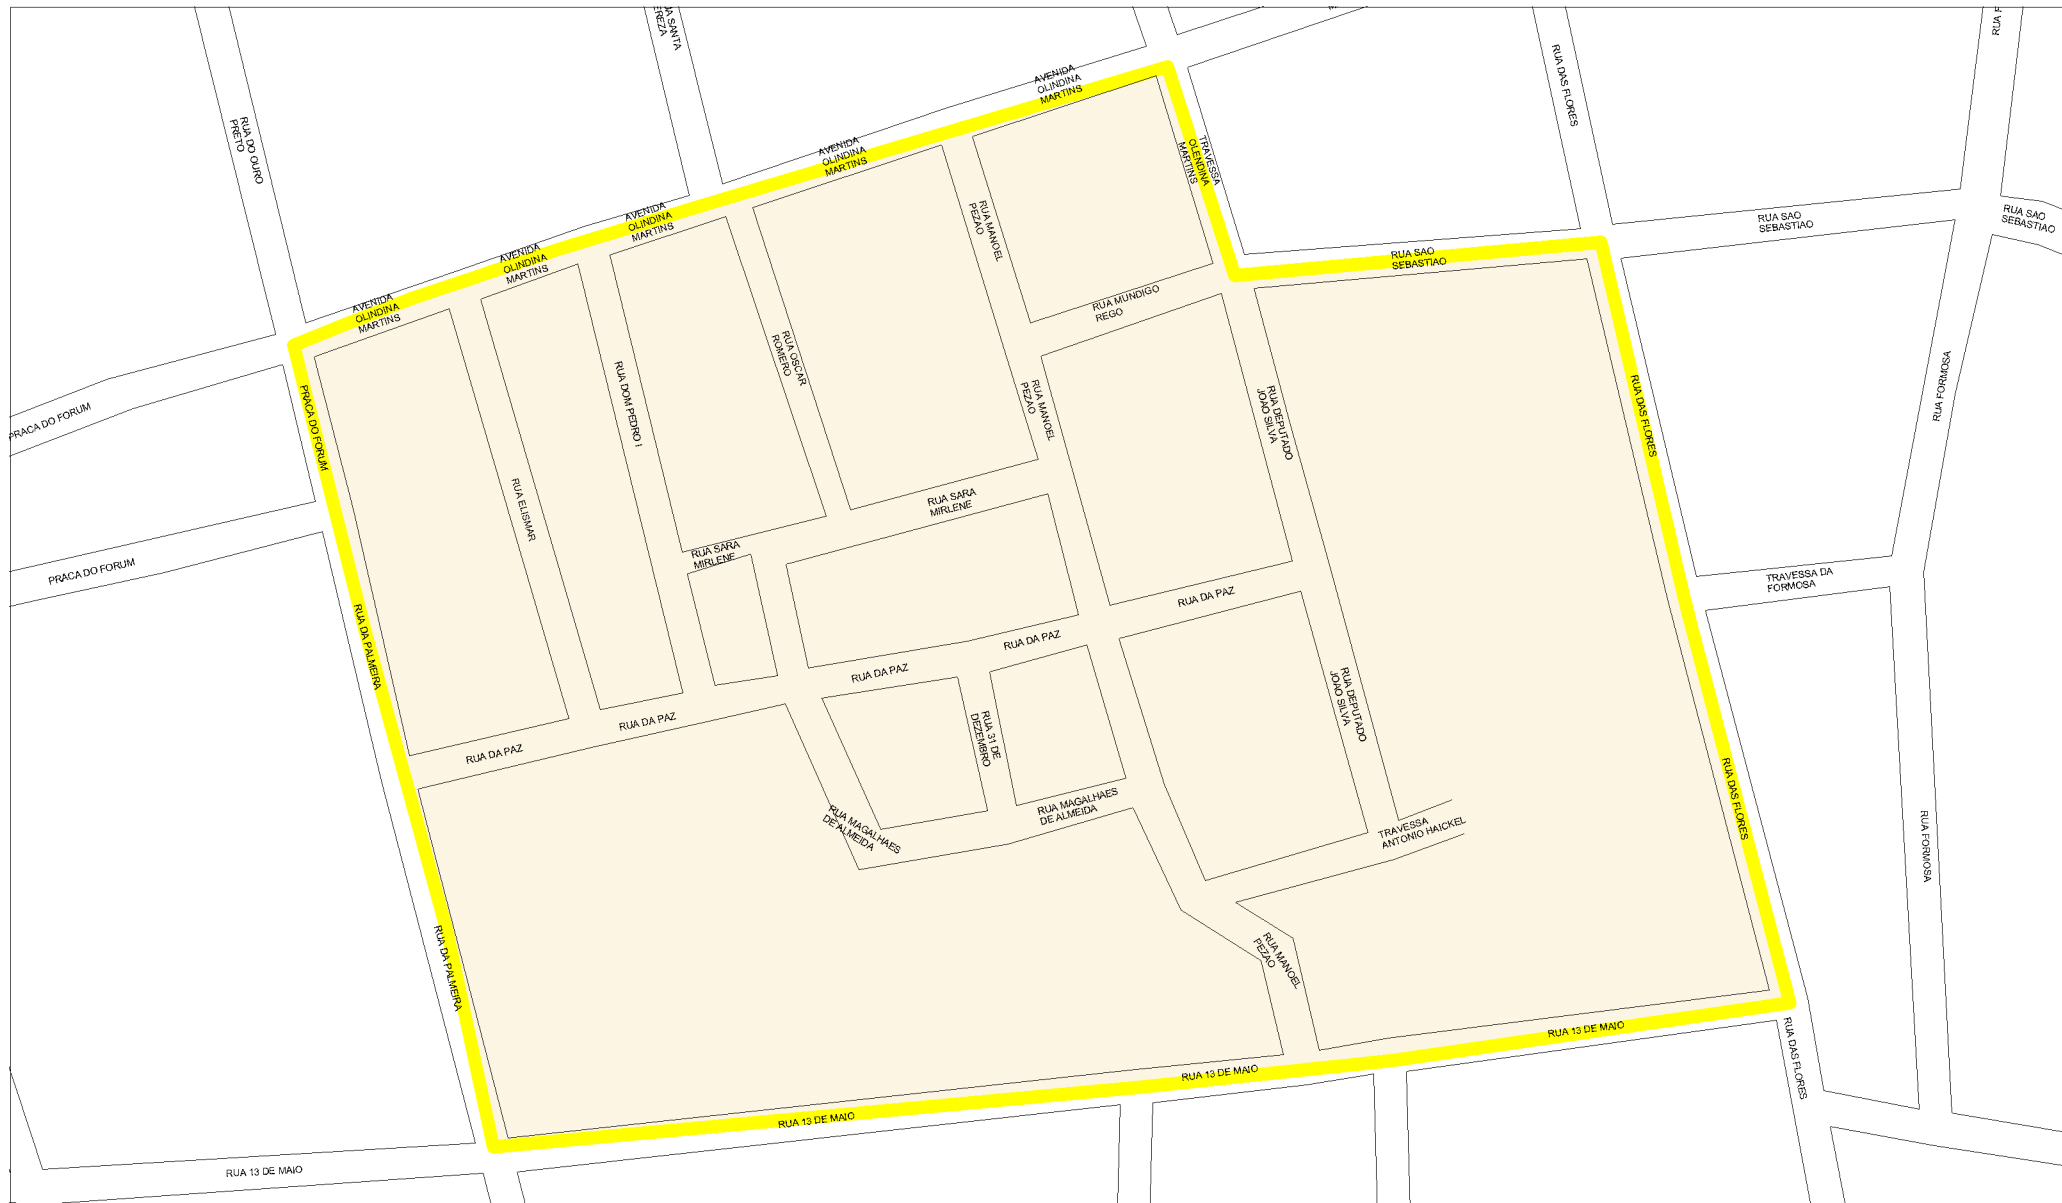 RUA SANTA
EREZA
RUA F
RUA DO OURO
PRETO
RUA DAS FLORES
AVENIDA
OLINDINA
MARTINS
AVENIDA
OLINDINA
MARTINS
AVENIDA
OLINDINA
MARTINS
AVENIDA
OLINDINA
MARTINS
AVENIDA
OLINDINA
MARTINS
TRAVESSA
OLENDINA
MARTINS
RUA SAO
SEBASTIAO
RUA SAO
SEBASTIAO
RUA SAO
SEBASTIAO
RUA MANOEL
PEZAO
RUA MUNDIGO
REGO
PRACA DO FORUM
PRACA DO FORUM
RUA DOM PEDRO I
RUA OSCAR
ROMERO
RUA MANOEL
PEZAO
RUA DEPUTADO
JOAO SILVA
RUA DAS FLORES
RUA FORMOSA
RUA ELISMAR
RUA SARA
MIRLENE
RUA SARA
MIRLENE
PRACA DO FORUM
TRAVESSA DA
FORMOSA
RUA DA PALMEIRA
RUA DA PAZ
RUA DA PAZ
RUA DA PAZ
RUA DA PAZ
RUA DA PAZ
RUA 31 DE
DEZEMBRO
RUA DEPUTADO
JOAO SILVA
RUA DAS FLORES
RUA MAGALHAES
DE ALMEIDA
RUA MAGALHAES
DE ALMEIDA
TRAVESSA
ANTONIO HAICKEL
RUA FORMOSA
RUA DA PALMEIRA
RUA MANOEL
PEZAO
RUA 13 DE MAIO
RUA 13 DE MAIO
RUA 13 DE MAIO
RUA 13 DE MAIO
RUA DAS FLORES